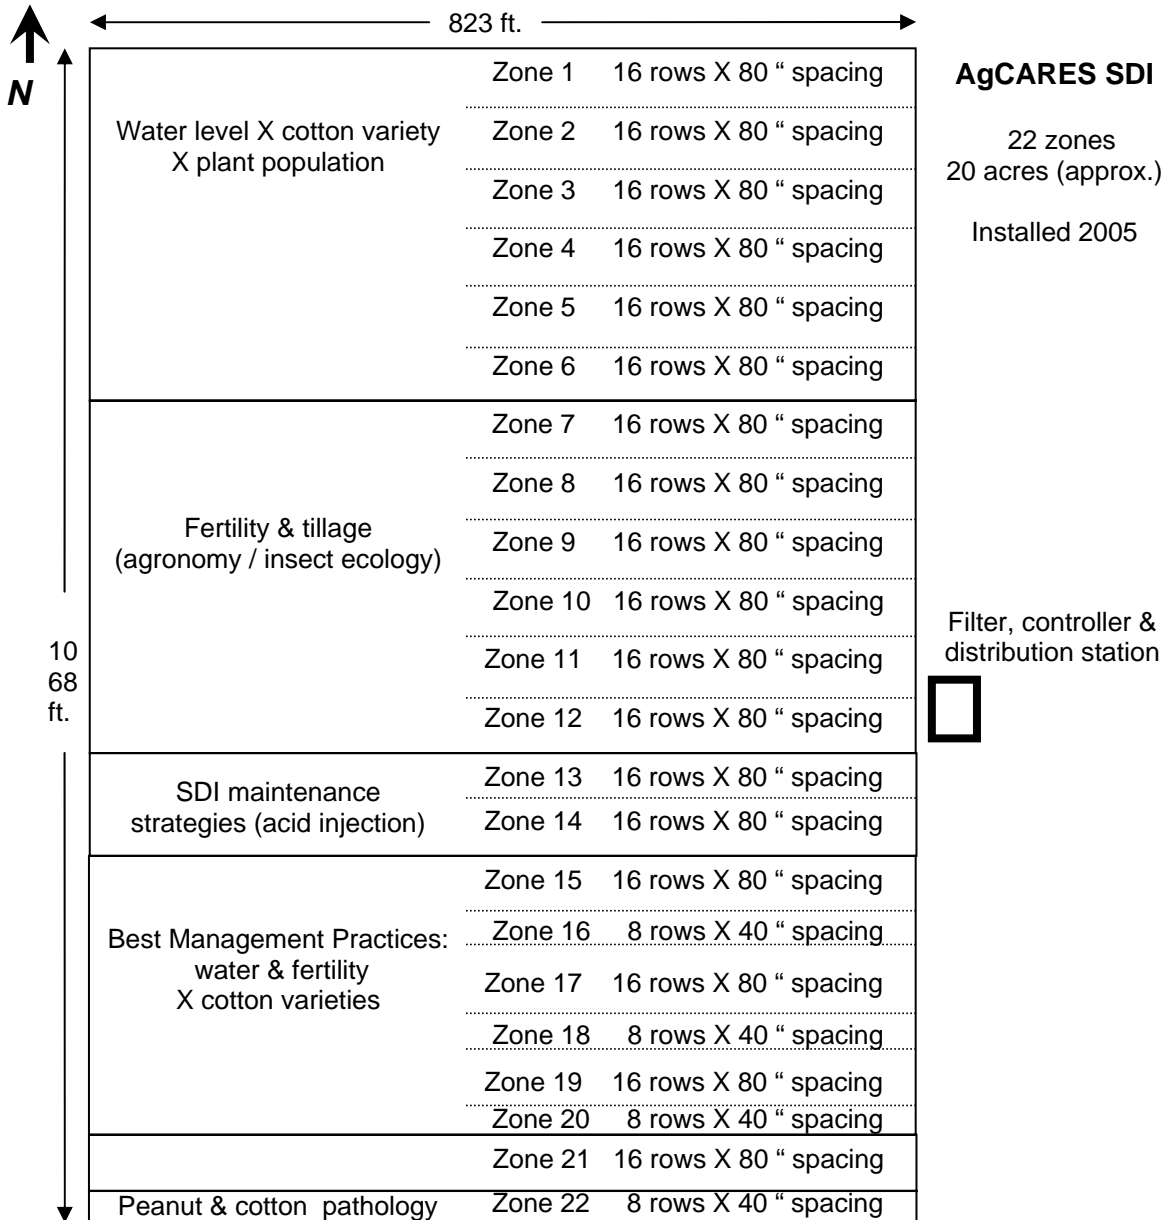 823 ft.
N
AgCARES SDI
22 zones
20 acres (approx.)
Installed 2005
Water level X cotton variety
X plant population
Zone 1 16 rows X 80 “ spacing
Zone 2 16 rows X 80 “ spacing
Zone 3 16 rows X 80 “ spacing
Zone 4 16 rows X 80 “ spacing
Zone 5 16 rows X 80 “ spacing
Zone 6 16 rows X 80 “ spacing
Fertility & tillage
(agronomy / insect ecology)
Zone 7 16 rows X 80 “ spacing
Zone 8 16 rows X 80 “ spacing
Zone 9 16 rows X 80 “ spacing
Zone 10 16 rows X 80 “ spacing
Zone 11 16 rows X 80 “ spacing
Zone 12 16 rows X 80 “ spacing
10
68
ft.
Filter, controller &
distribution station
SDI maintenance
strategies (acid injection)
Zone 13 16 rows X 80 “ spacing
Zone 14 16 rows X 80 “ spacing
Best Management Practices:
water & fertility
X cotton varieties
Zone 15 16 rows X 80 “ spacing
Zone 16 8 rows X 40 “ spacing
Zone 17 16 rows X 80 “ spacing
Zone 18 8 rows X 40 “ spacing
Zone 19 16 rows X 80 “ spacing
Zone 20 8 rows X 40 “ spacing
Zone 21 16 rows X 80 “ spacing
Peanut & cotton pathology
Zone 22 8 rows X 40 “ spacing